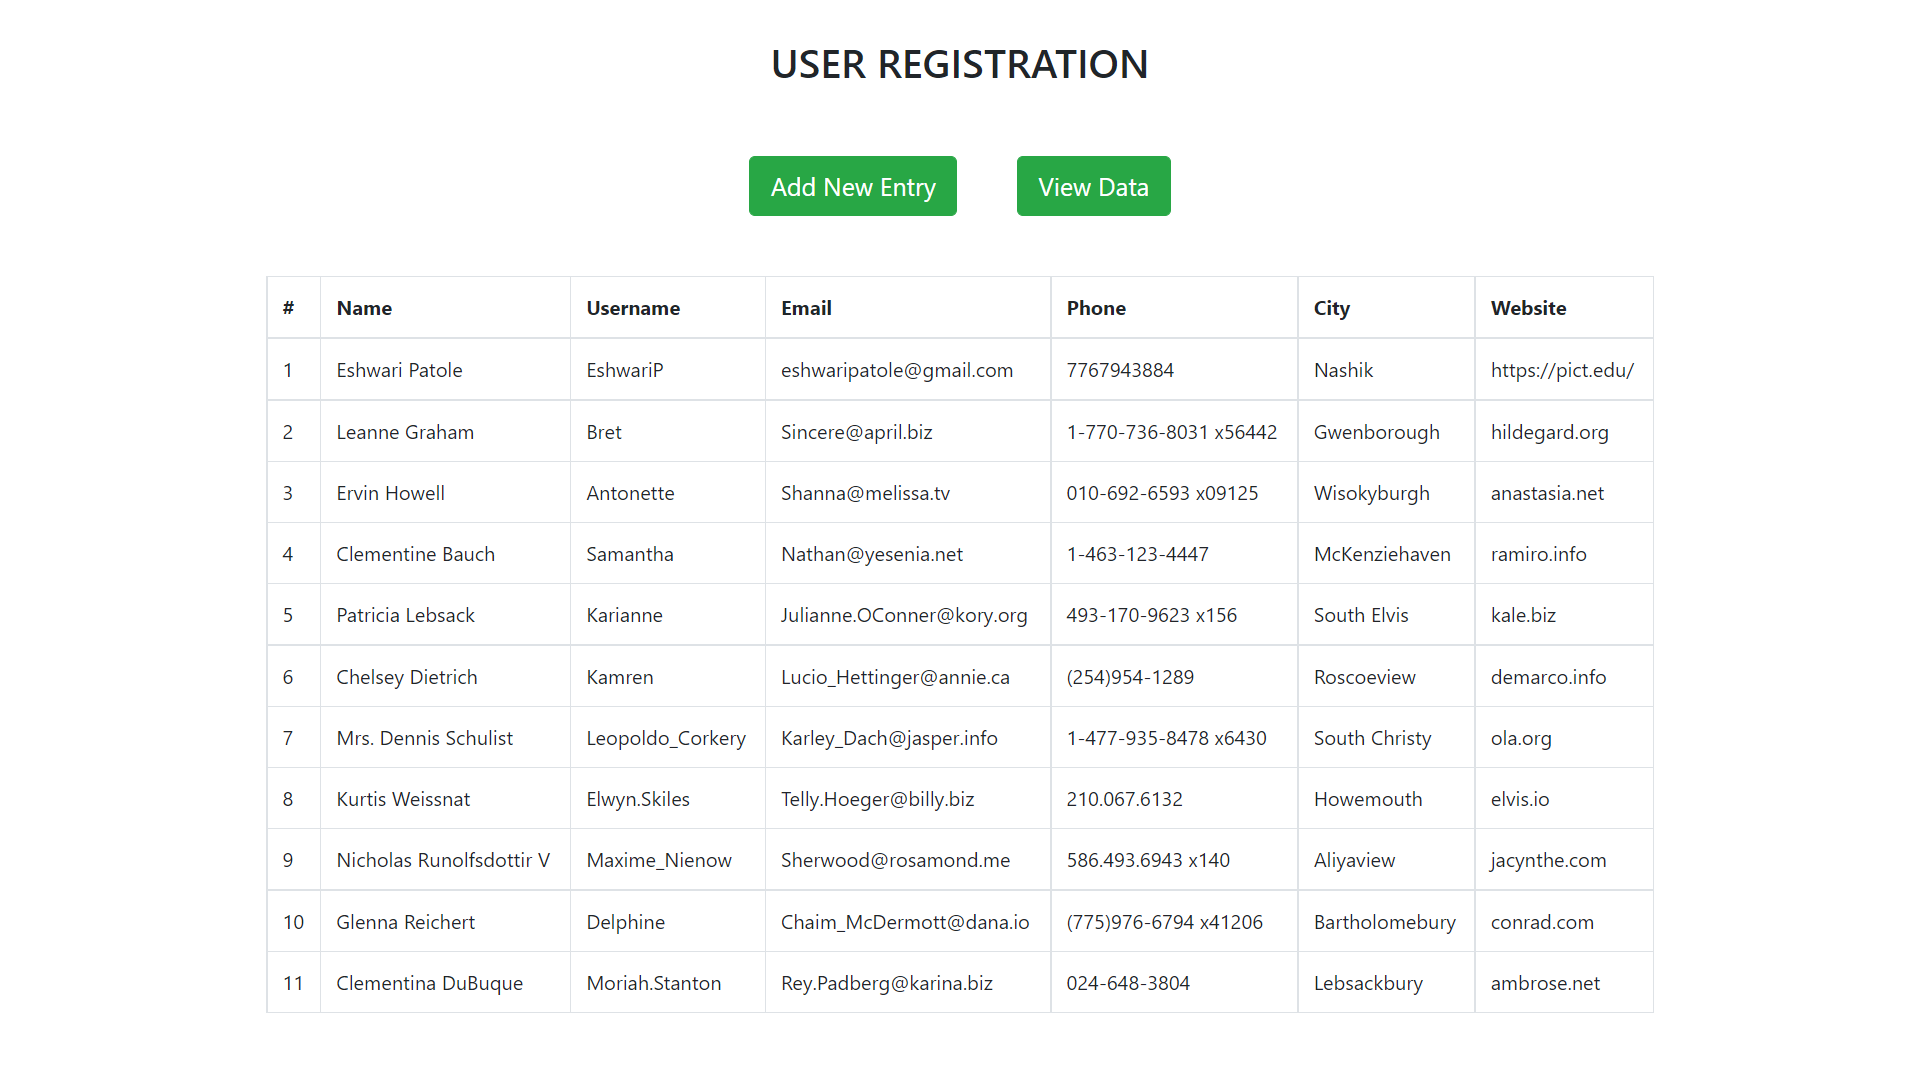 USER REGISTRATION
Add New Entry View Data
# Name Username Email Phone City Website
1 Eshwari Patole EshwariP eshwaripatole@gmail.com 7767943884 Nashik https://pict.edu/
2 Leanne Graham Bret Sincere@april.biz 1-770-736-8031 x56442 Gwenborough hildegard.org
3 Ervin Howell Antonette Shanna@melissa.tv 010-692-6593 x09125 Wisokyburgh anastasia.net
4 Clementine Bauch Samantha Nathan@yesenia.net 1-463-123-4447 McKenziehaven ramiro.info
5 Patricia Lebsack Karianne Julianne.OConner@kory.org 493-170-9623 x156 South Elvis kale.biz
6 Chelsey Dietrich Kamren Lucio_Hettinger@annie.ca (254)954-1289 Roscoeview demarco.info
7 Mrs. Dennis Schulist Leopoldo_Corkery Karley_Dach@jasper.info 1-477-935-8478 x6430 South Christy ola.org
8 Kurtis Weissnat Elwyn.Skiles Telly.Hoeger@billy.biz 210.067.6132 Howemouth elvis.io
9 Nicholas Runolfsdottir V Maxime_Nienow Sherwood@rosamond.me 586.493.6943 x140 Aliyaview jacynthe.com
10 Glenna Reichert Delphine Chaim_McDermott@dana.io (775)976-6794 x41206 Bartholomebury conrad.com
11 Clementina DuBuque Moriah.Stanton Rey.Padberg@karina.biz 024-648-3804 Lebsackbury ambrose.net